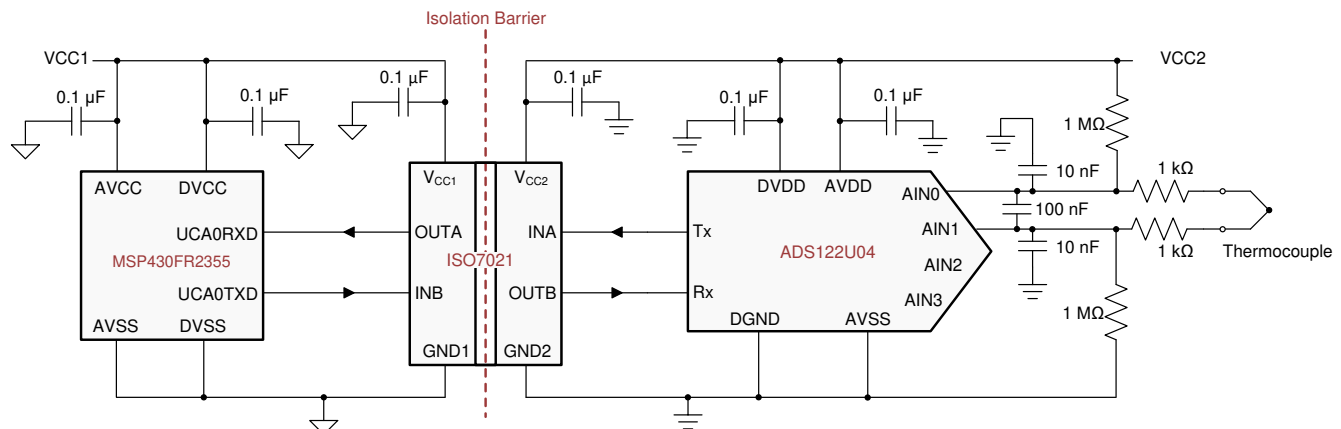 Isolation Barrier
VCC1
VCC2
0.1 µF
0.1 µF
0.1 µF
0.1 µF
0.1 µF
0.1 µF
1 MΩ
10 nF
1 kΩ
AVCC
DVCC
VCC1
VCC2
DVDD
AVDD
AIN0
100 nF
UCA0RXD
OUTA
INA
Tx
AIN1
10 nF
1 kΩ
Thermocouple
MSP430FR2355
ISO7021
ADS122U04
AIN2
UCA0TXD
INB
OUTB
Rx
AIN3
1 MΩ
AVSS
DVSS
GND1
GND2
DGND
AVSS